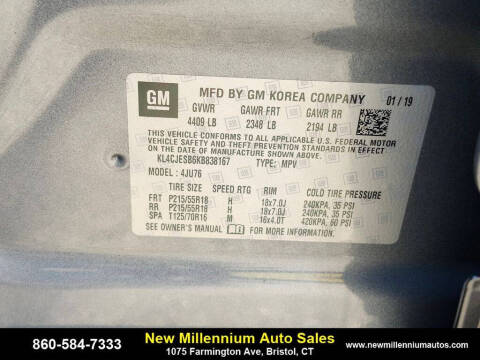 GM
MFD BY GM KOREA COMPANY 01/19
GVWR GAWR FRT GAWR RR
4409 LB 2348 LB 2194 LB
THIS VEHICLE CONFORMS TO ALL APPLICABLE U.S. FEDERAL MOTOR
VEHICLE SAFETY AND THEFT PREVENTION STANDARDS IN EFFECT ON THE
DATE OF MANUFACTURE SHOWN ABOVE.
KL4CJESB6KB838167 TYPE: MPV
MODEL: 4JU76
TIRE SIZE SPEED RTG RIM COLD TIRE PRESSURE
FRT P215/55R18 H 18x7.0J 240KPA, 35 PSI
RR P215/55R18 H 18x7.0J 240KPA, 35 PSI
SPA T125/70R16 M 16x4.0T 420KPA, 60 PSI
SEE OWNER'S MANUAL FOR MORE INFORMATION.
860-584-7333
New Millennium Auto Sales
1075 Farmington Ave, Bristol, CT
www.newmillenniumautos.com